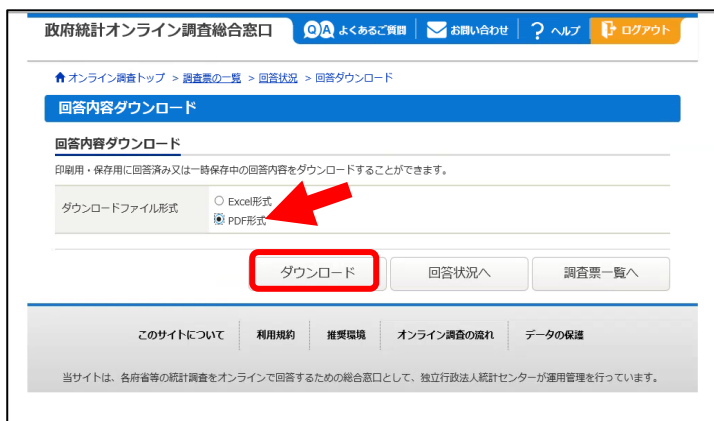 政府統計オンライン調査総合窓口 QA よくあるご質問 お問い合わせ ? ヘルプ ログアウト
オンライン調査トップ > 調査票の一覧 > 回答状況 > 回答ダウンロード
回答内容ダウンロード
回答内容ダウンロード
印刷用・保存用に回答済み又は一時保存中の回答内容をダウンロードすることができます。
ダウンロードファイル形式
Excel形式
PDF形式
ダウンロード 回答状況へ 調査票一覧へ
このサイトについて 利用規約 推奨環境 オンライン調査の流れ データの保護
当サイトは、各府省等の統計調査をオンラインで回答するための総合窓口として、独立行政法人統計センターが運用管理を行っています。